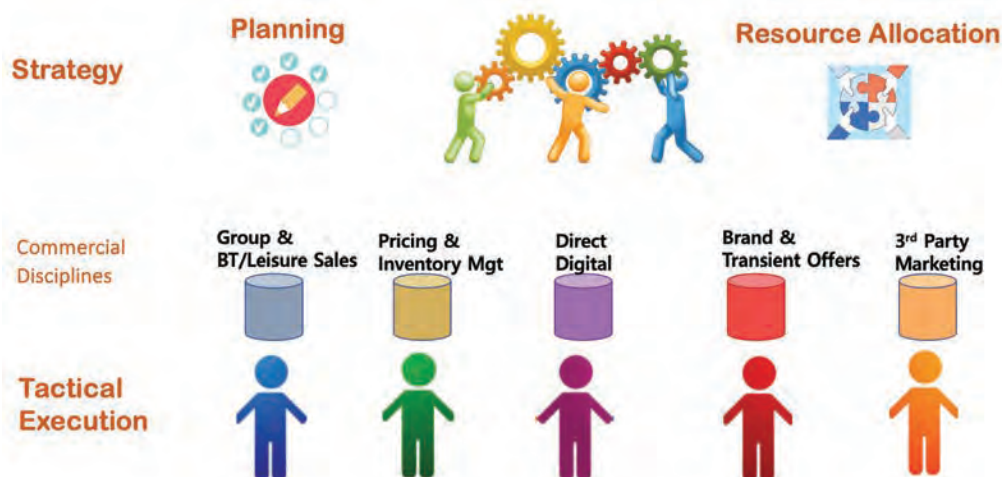 Planning
Resource Allocation
Strategy
Commercial
Disciplines
Group &
BT/Leisure Sales
Pricing &
Inventory Mgt
Direct
Digital
Brand &
Transient Offers
3rd Party
Marketing
Tactical
Execution